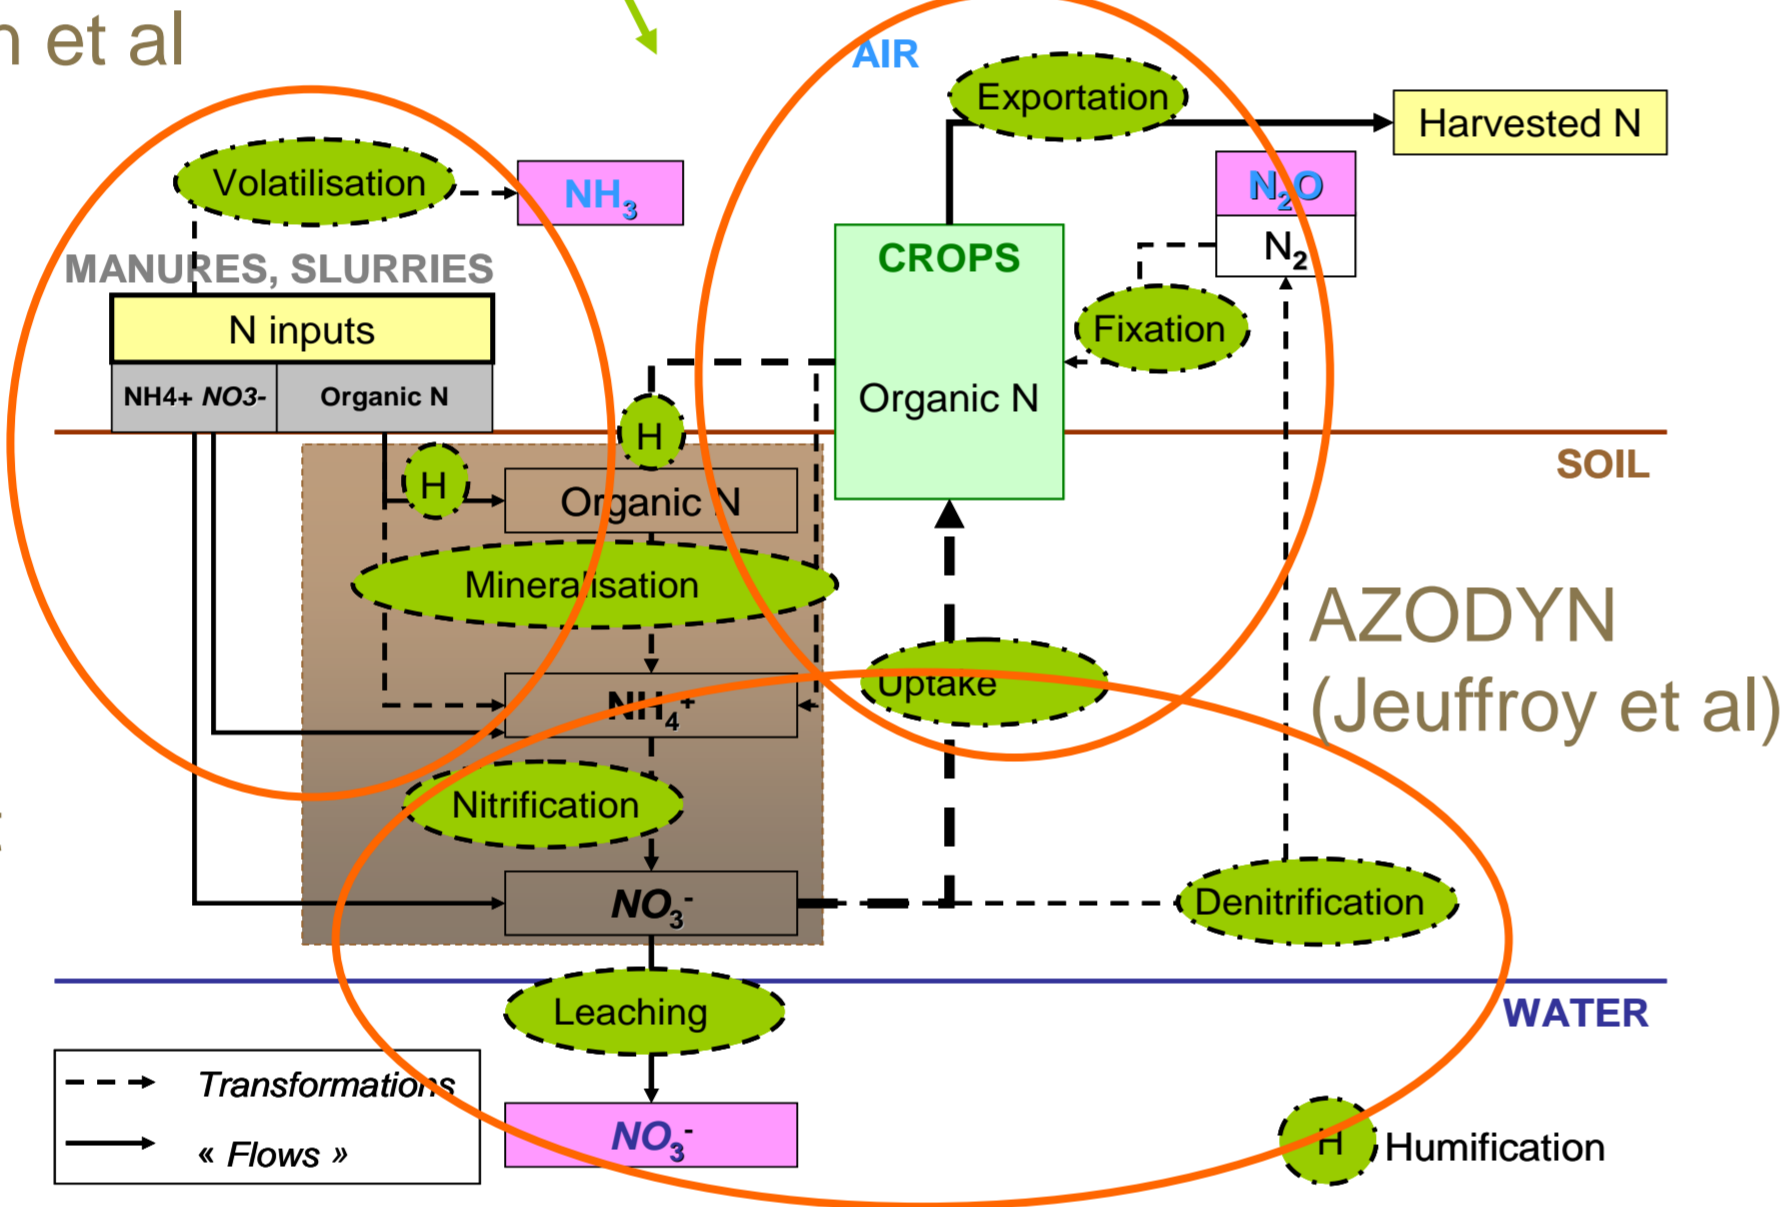 n et al
AIR
Exportation
Harvested N
Volatilisation
NH₃
N₂O
N₂
MANURES, SLURRIES
CROPS
N inputs
Fixation
NH4+ NO3-
Organic N
Organic N
H
SOIL
H
Organic N
Mineralisation
AZODYN
(Jeuffroy et al)
Uptake
NH₄⁺
Nitrification
NO₃⁻
Denitrification
Leaching
WATER
Transformations
« Flows »
NO₃⁻
H
Humification